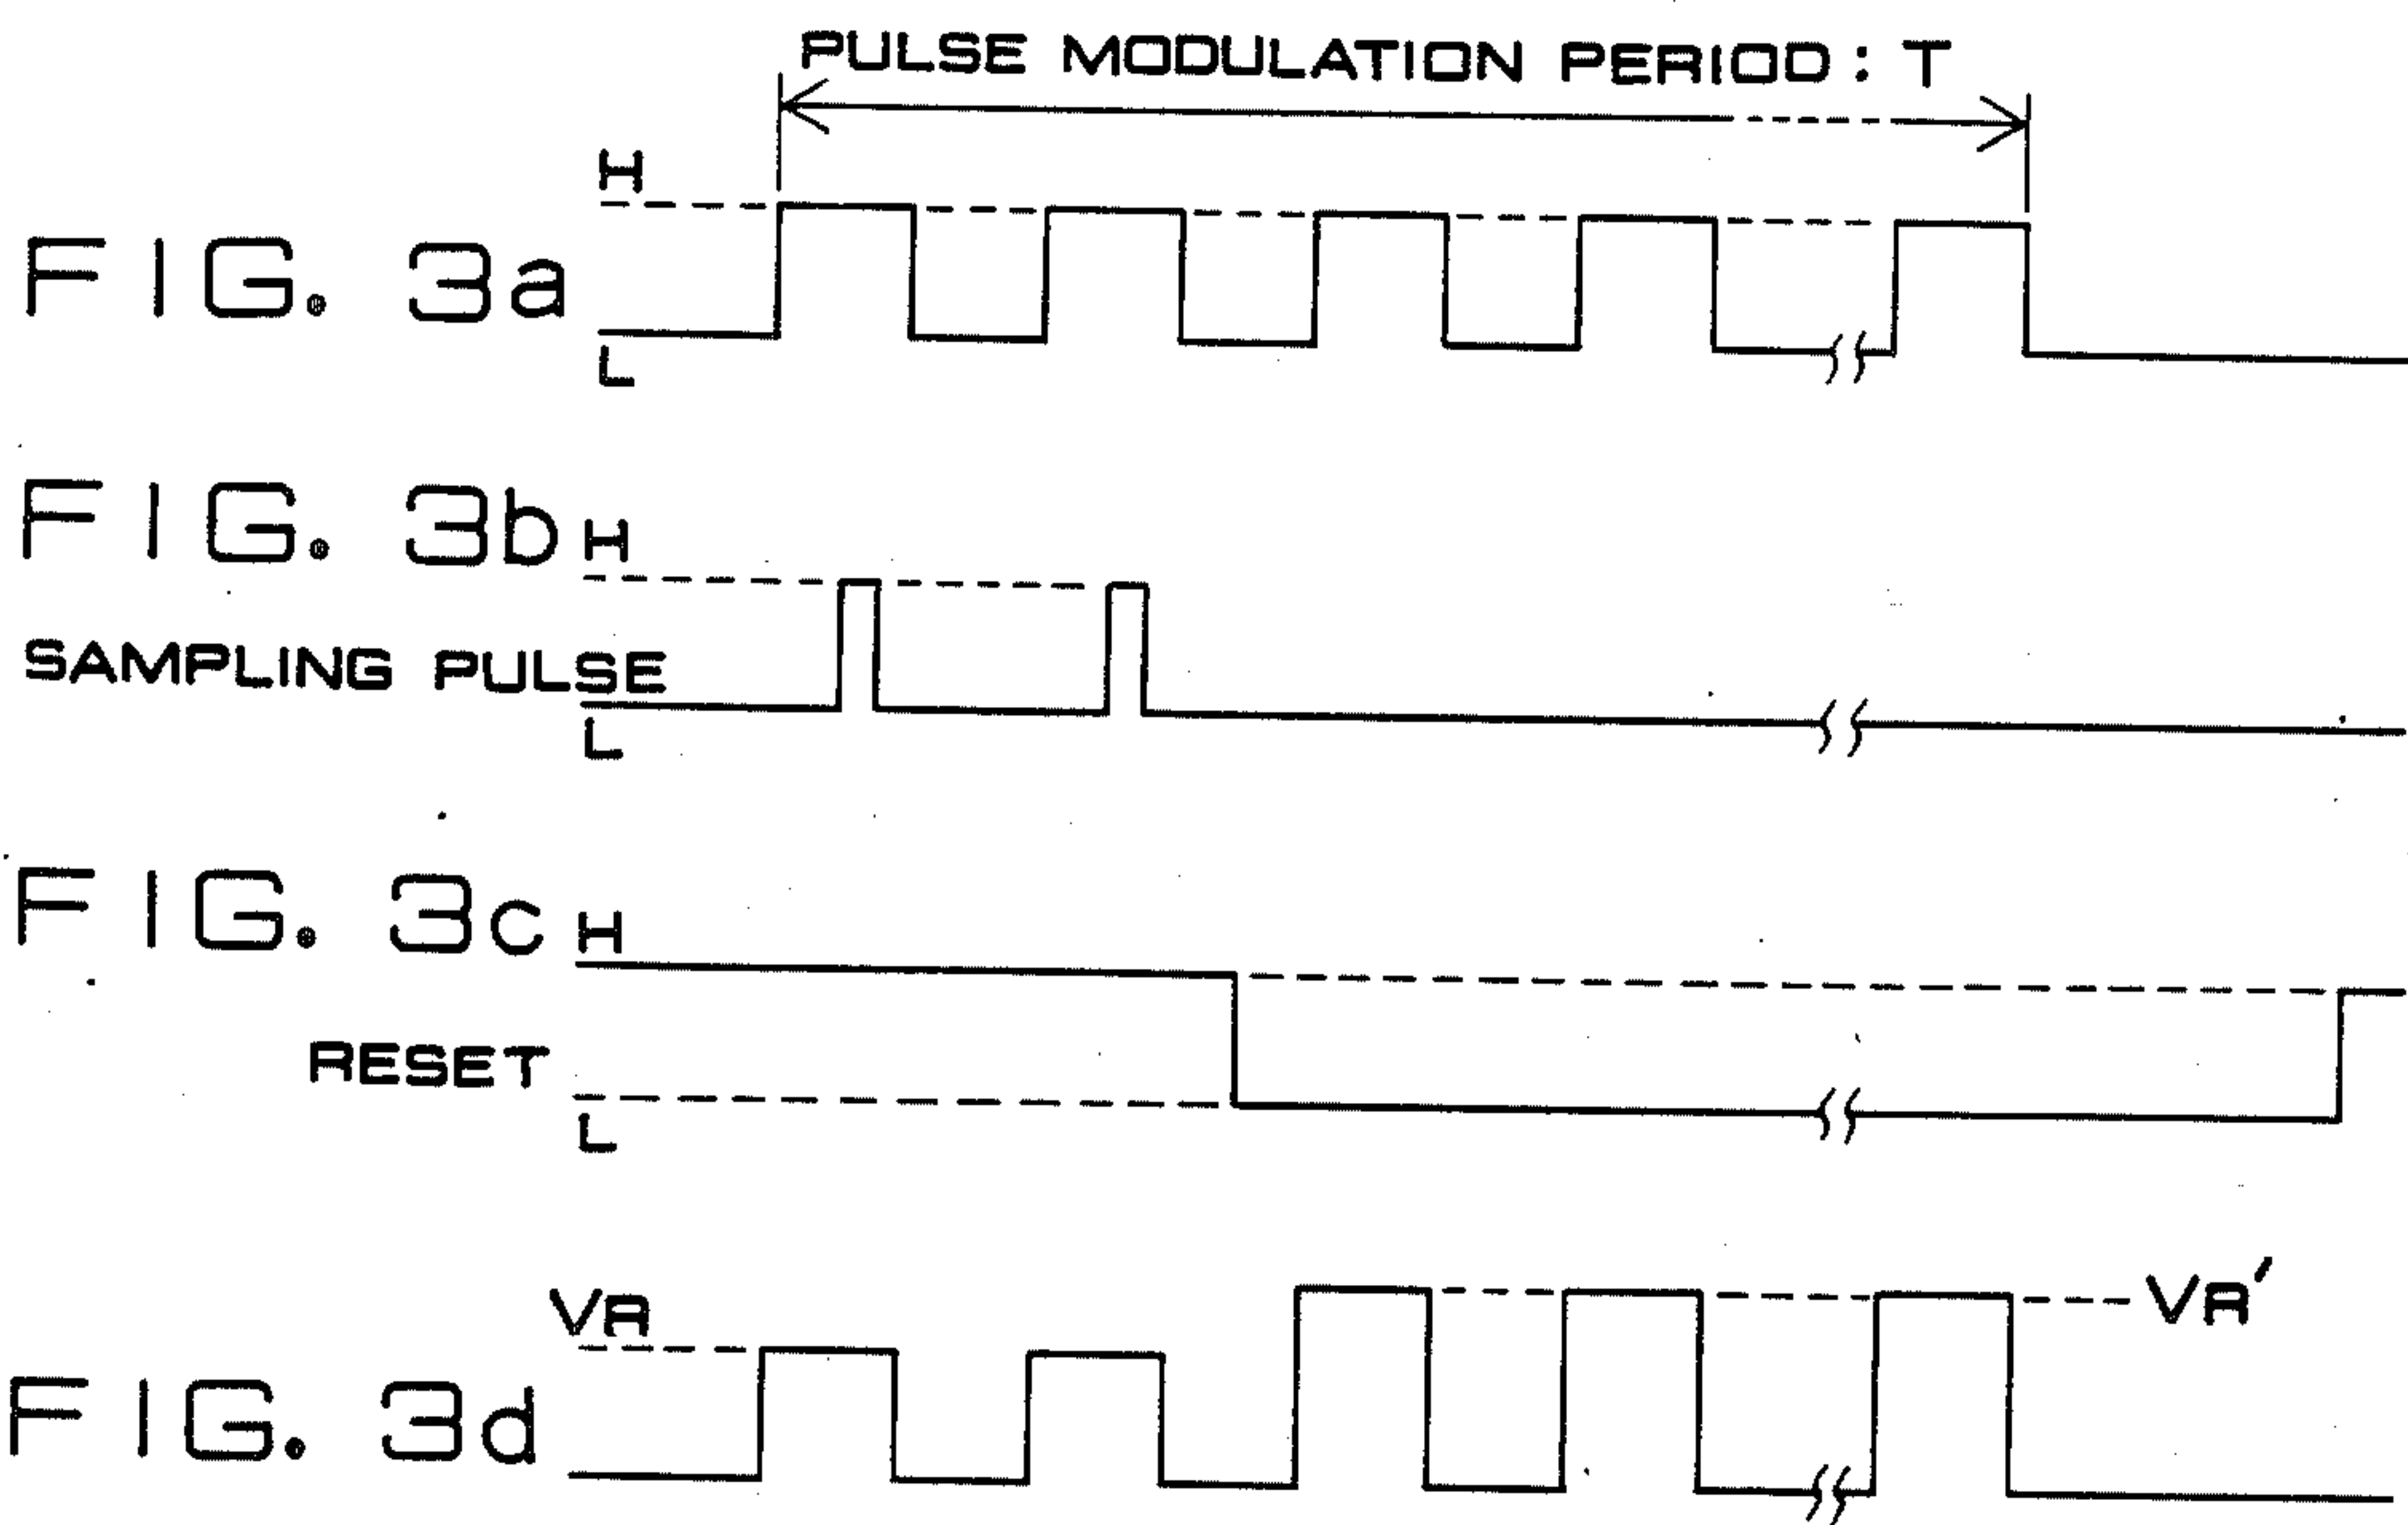 PULSE MODULATION PERIOD : T
H
FIG. 3a
L
FIG. 3b
H
SAMPLING PULSE
L
FIG. 3c
H
RESET
L
VR
VR'
FIG. 3d